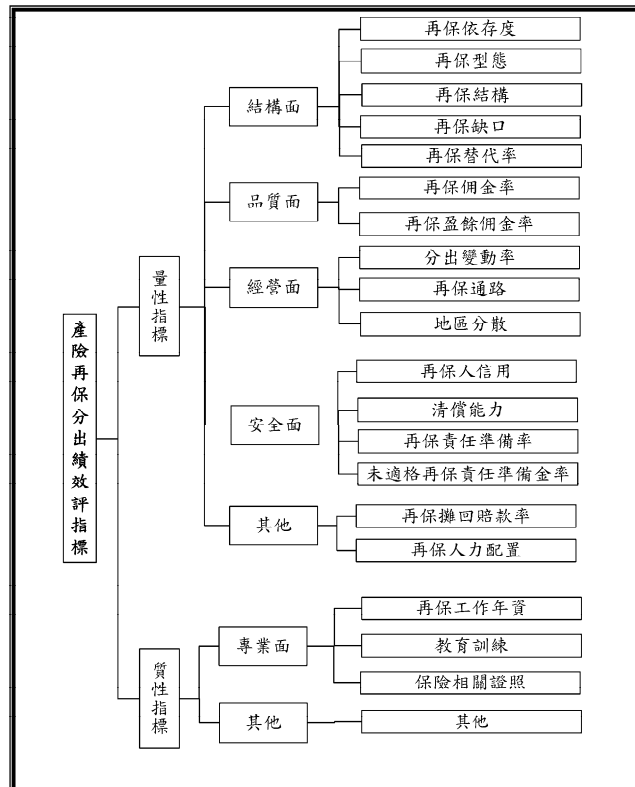 產險再保分出績效評指標
量性指標
結構面
再保依存度
再保型態
再保結構
再保缺口
再保替代率
品質面
再保佣金率
再保盈餘佣金率
經營面
分出變動率
再保通路
地區分散
安全面
再保人信用
清償能力
再保責任準備率
未適格再保責任準備金率
其他
再保攤回賠款率
再保人力配置
質性指標
專業面
再保工作年資
教育訓練
保險相關證照
其他
其他